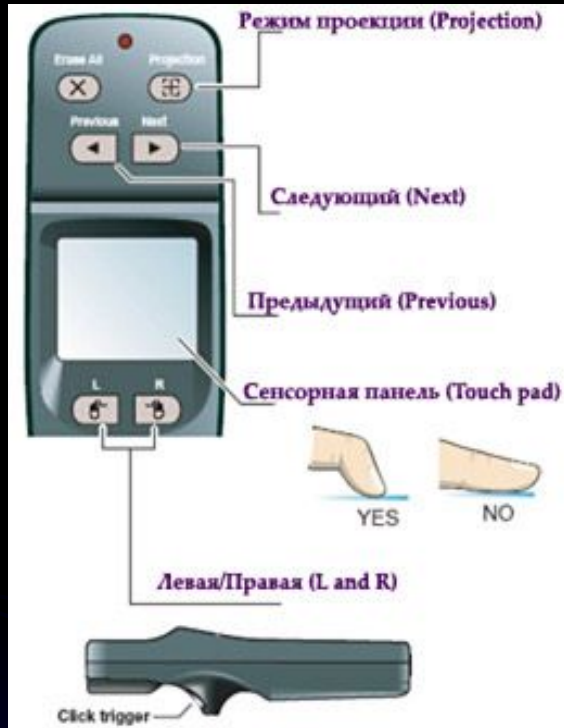 Режим проекции (Projection)
Erase All
Projection
Previous
Next
Следующий (Next)
Предыдущий (Previous)
L
R
Сенсорная панель (Touch pad)
YES
NO
Левая/Правая (L and R)
Click trigger